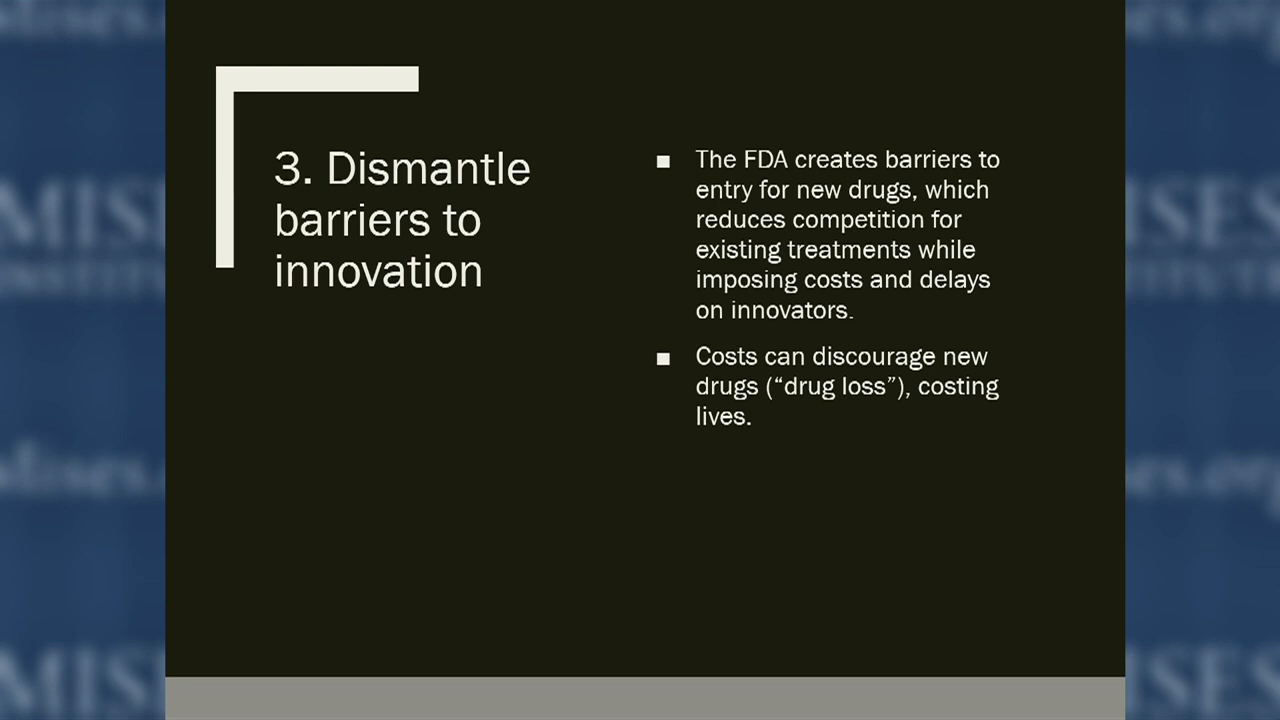 3. Dismantle
barriers to
innovation
■ The FDA creates barriers to
entry for new drugs, which
reduces competition for
existing treatments while
imposing costs and delays
on innovators.
■ Costs can discourage new
drugs (“drug loss”), costing
lives.